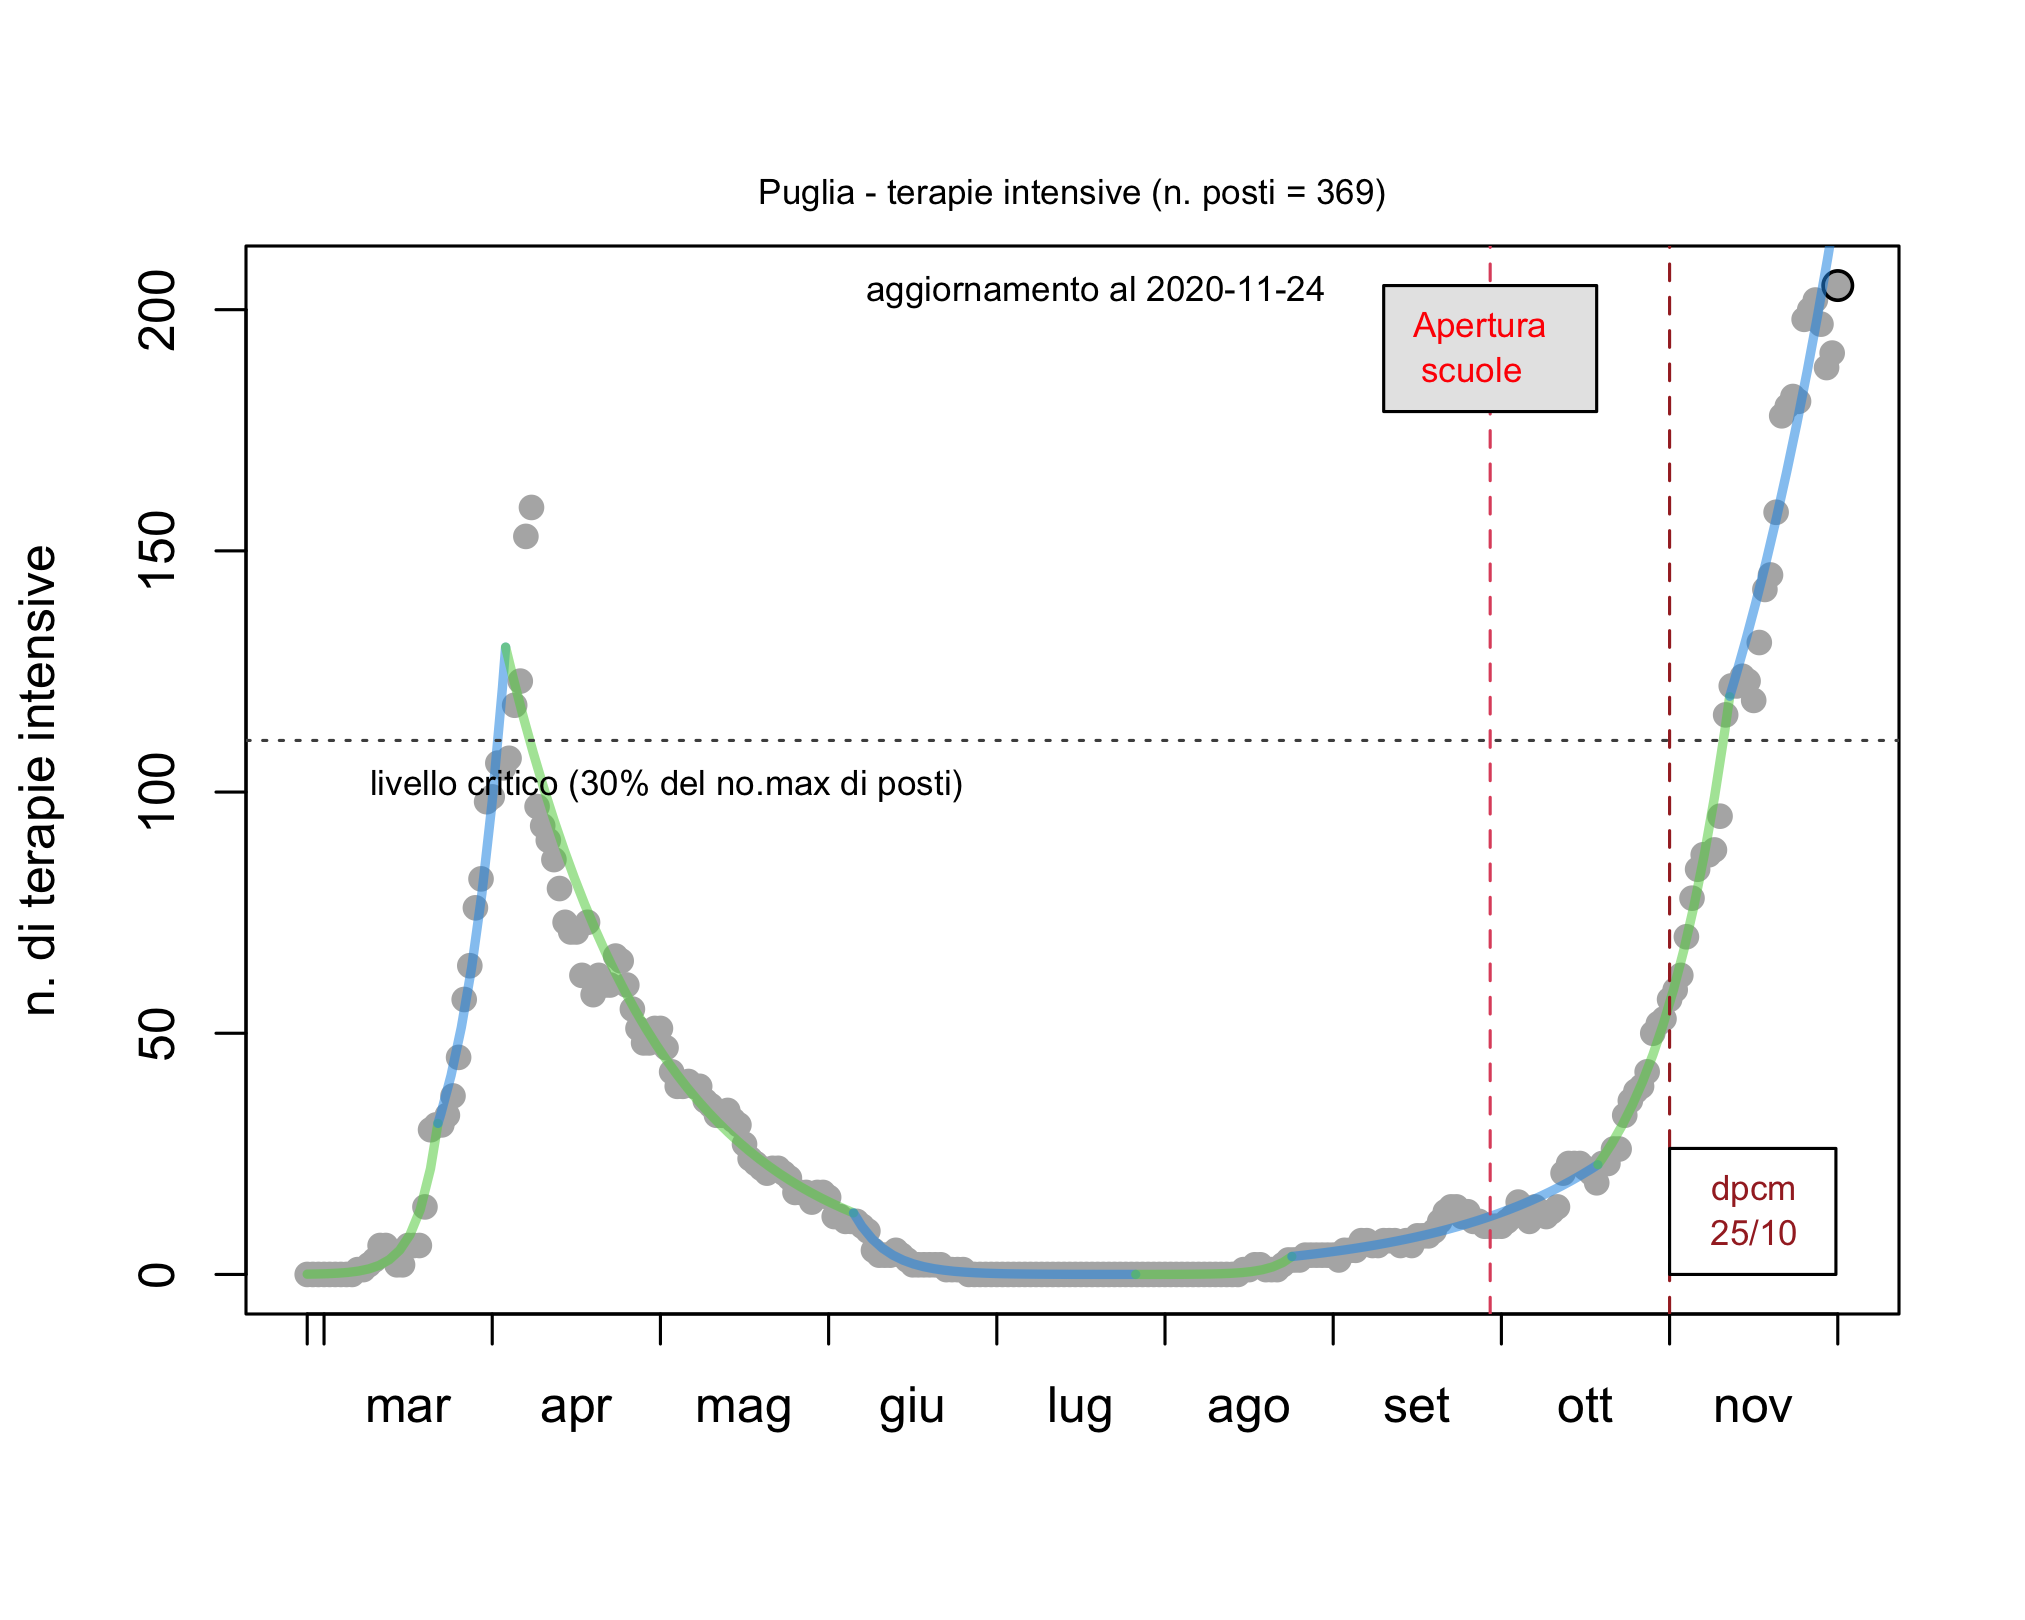 Puglia - terapie intensive (n. posti = 369)
aggiornamento al 2020-11-24
Apertura
scuole
livello critico (30% del no.max di posti)
dpcm
25/10
n. di terapie intensive
200
150
100
50
0
mar apr mag giu lug ago set ott nov